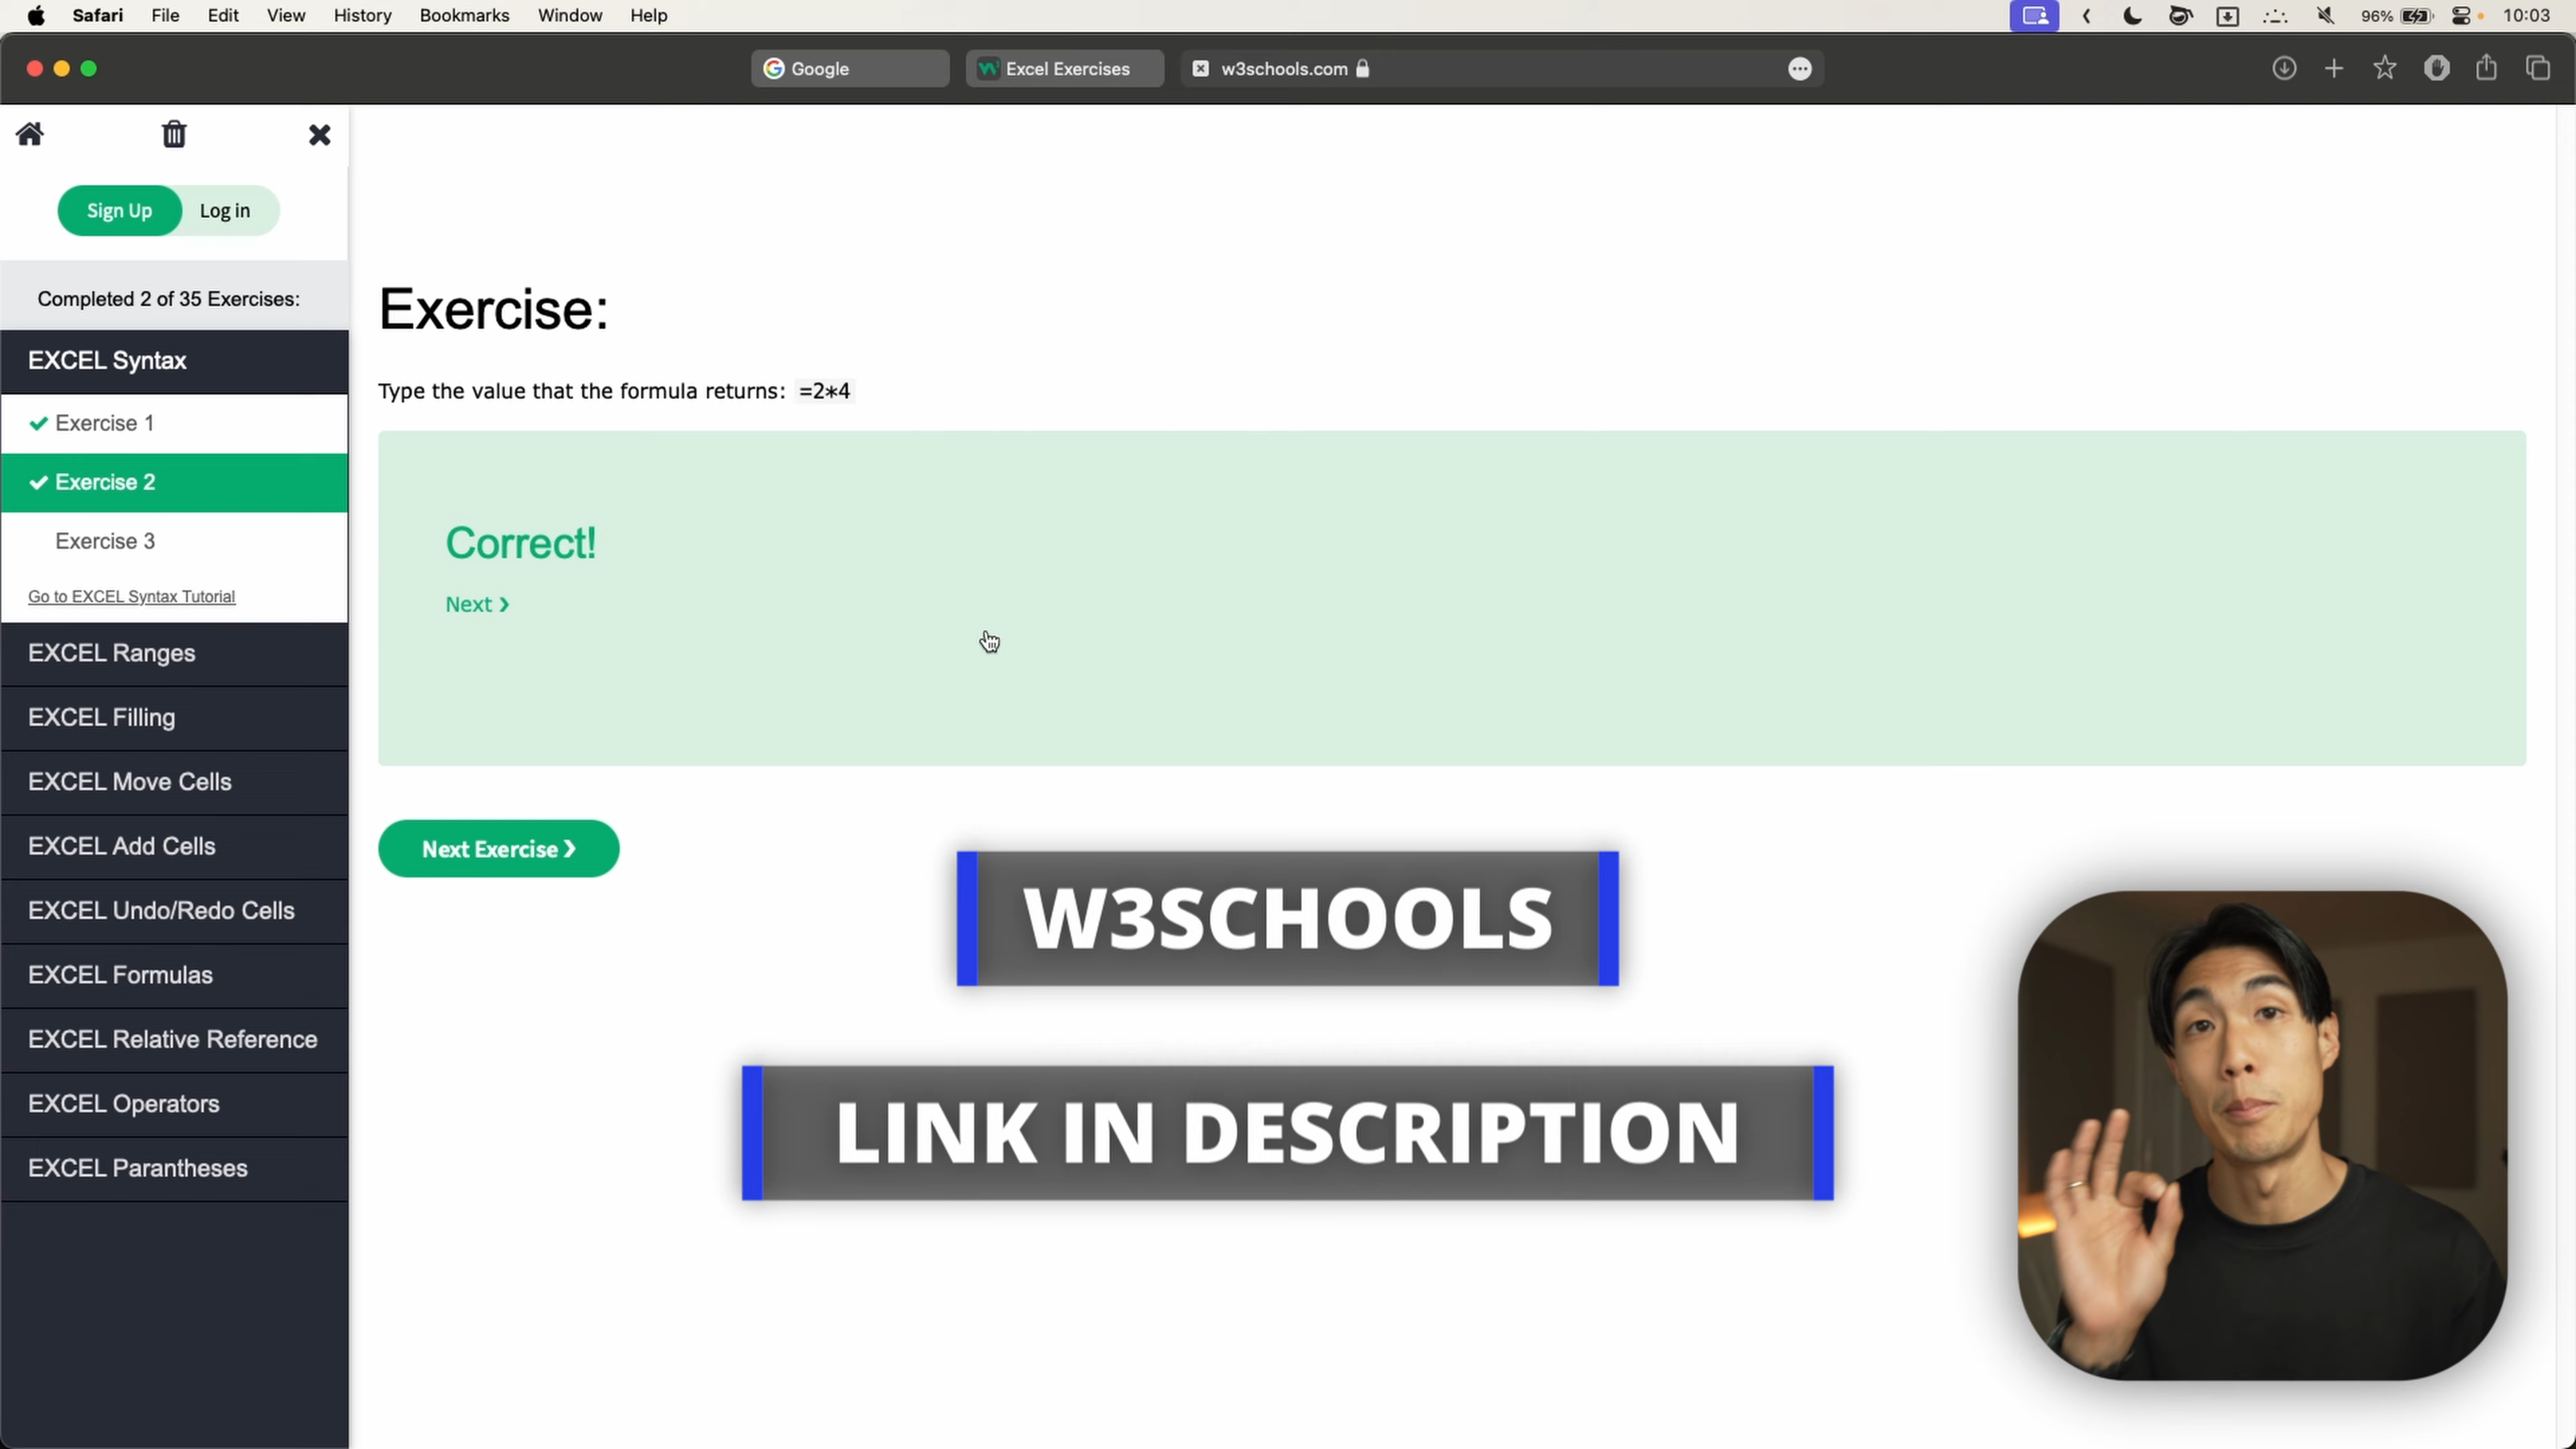 Safari File Edit View History Bookmarks Window Help
96% 10:03
Google
Excel Exercises
w3schools.com
Sign Up
Log in
Completed 2 of 35 Exercises:
EXCEL Syntax
Exercise 1
Exercise 2
Exercise 3
Go to EXCEL Syntax Tutorial
EXCEL Ranges
EXCEL Filling
EXCEL Move Cells
EXCEL Add Cells
EXCEL Undo/Redo Cells
EXCEL Formulas
EXCEL Relative Reference
EXCEL Operators
EXCEL Parantheses
Exercise:
Type the value that the formula returns: =2*4
Correct!
Next ❯
Next Exercise ❯
W3SCHOOLS
LINK IN DESCRIPTION